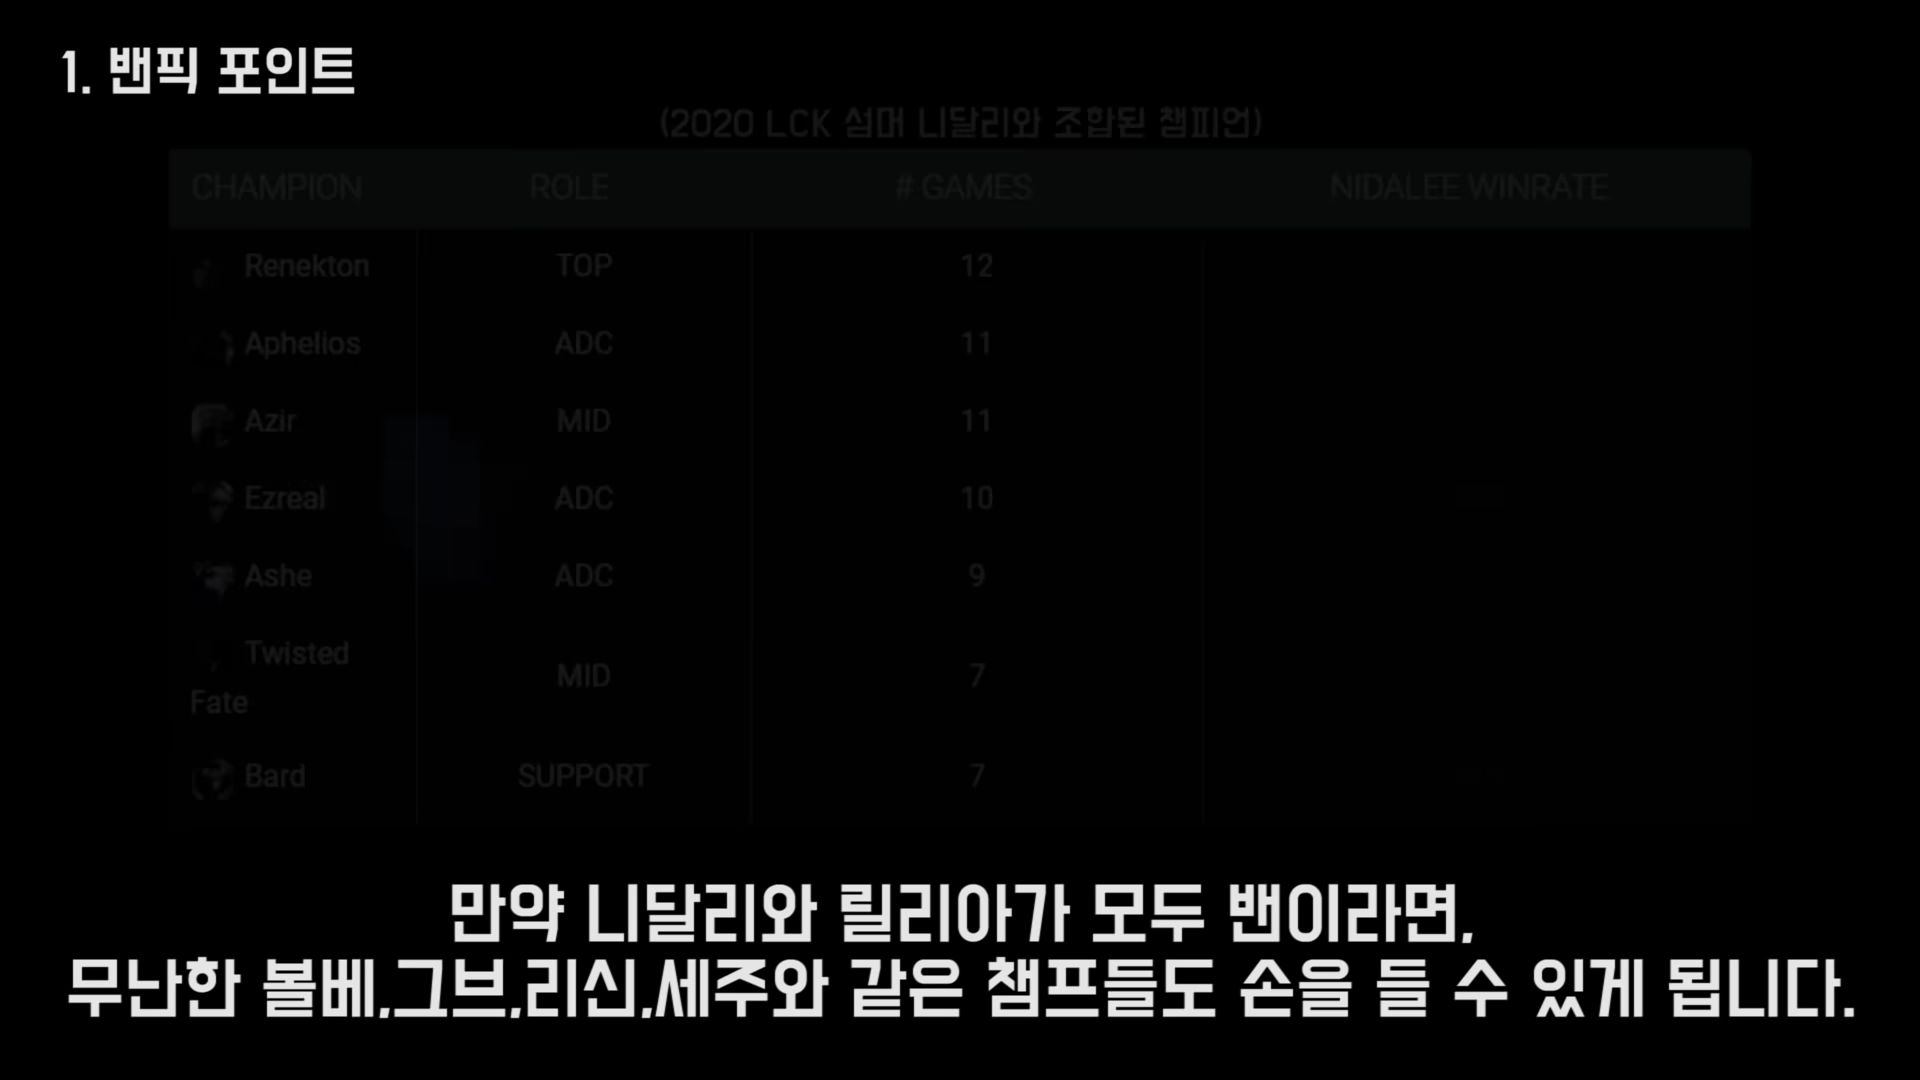 1. 밴픽 포인트
(2020 LCK 섬머 니달리와 조합된 챔피언)
CHAMPION ROLE # GAMES NIDALEE WINRATE
Renekton TOP 12
Aphelios ADC 11
Azir MID 11
Ezreal ADC 10
Ashe ADC 9
Twisted
Fate MID 7
Bard SUPPORT 7
만약 니달리와 릴리아가 모두 밴이라면,
무난한 볼베,그브,리신,세주와 같은 챔프들도 손을 들 수 있게 됩니다.